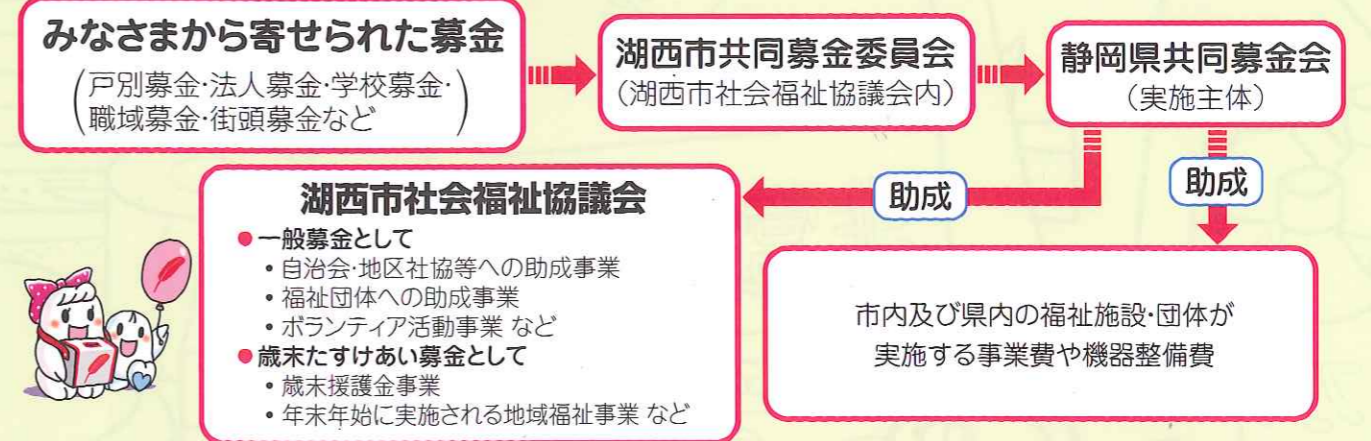 みなさまから寄せられた募金
(戸別募金・法人募金・学校募金・
職域募金・街頭募金など)
湖西市共同募金委員会
(湖西市社会福祉協議会内)
静岡県共同募金会
(実施主体)
助成
助成
湖西市社会福祉協議会
●一般募金として
・自治会・地区社協等への助成事業
・福祉団体への助成事業
・ボランティア活動事業 など
●歳末たすけあい募金として
・歳末援護金事業
・年末年始に実施される地域福祉事業 など
市内及び県内の福祉施設・団体が
実施する事業費や機器整備費